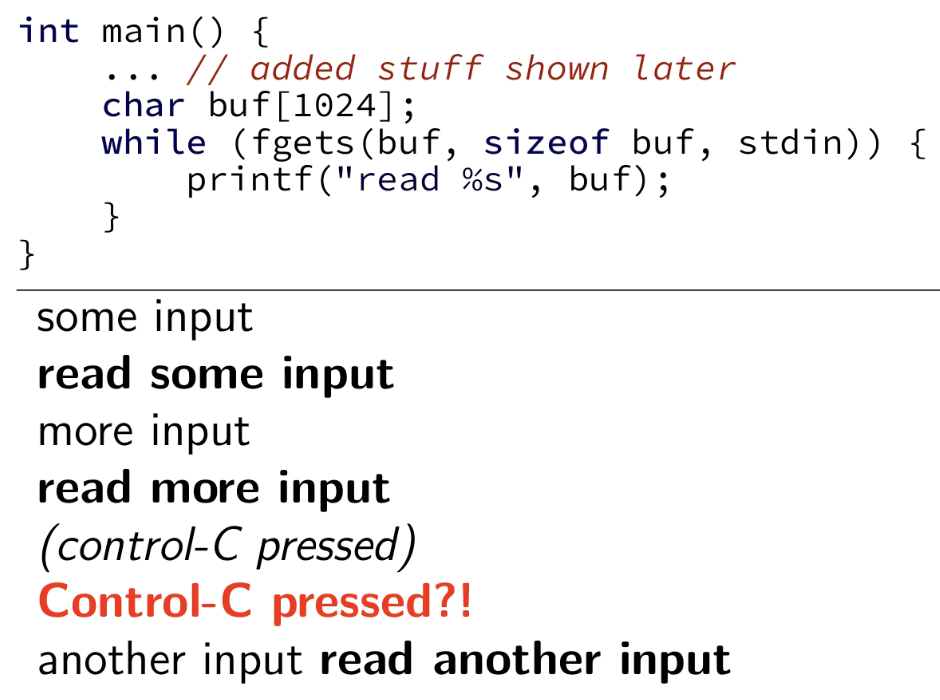 int main() {
    ... // added stuff shown later
    char buf[1024];
    while (fgets(buf, sizeof buf, stdin)) {
        printf("read %s", buf);
    }
}
some input
read some input
more input
read more input
(control-C pressed)
Control-C pressed?!
another input read another input